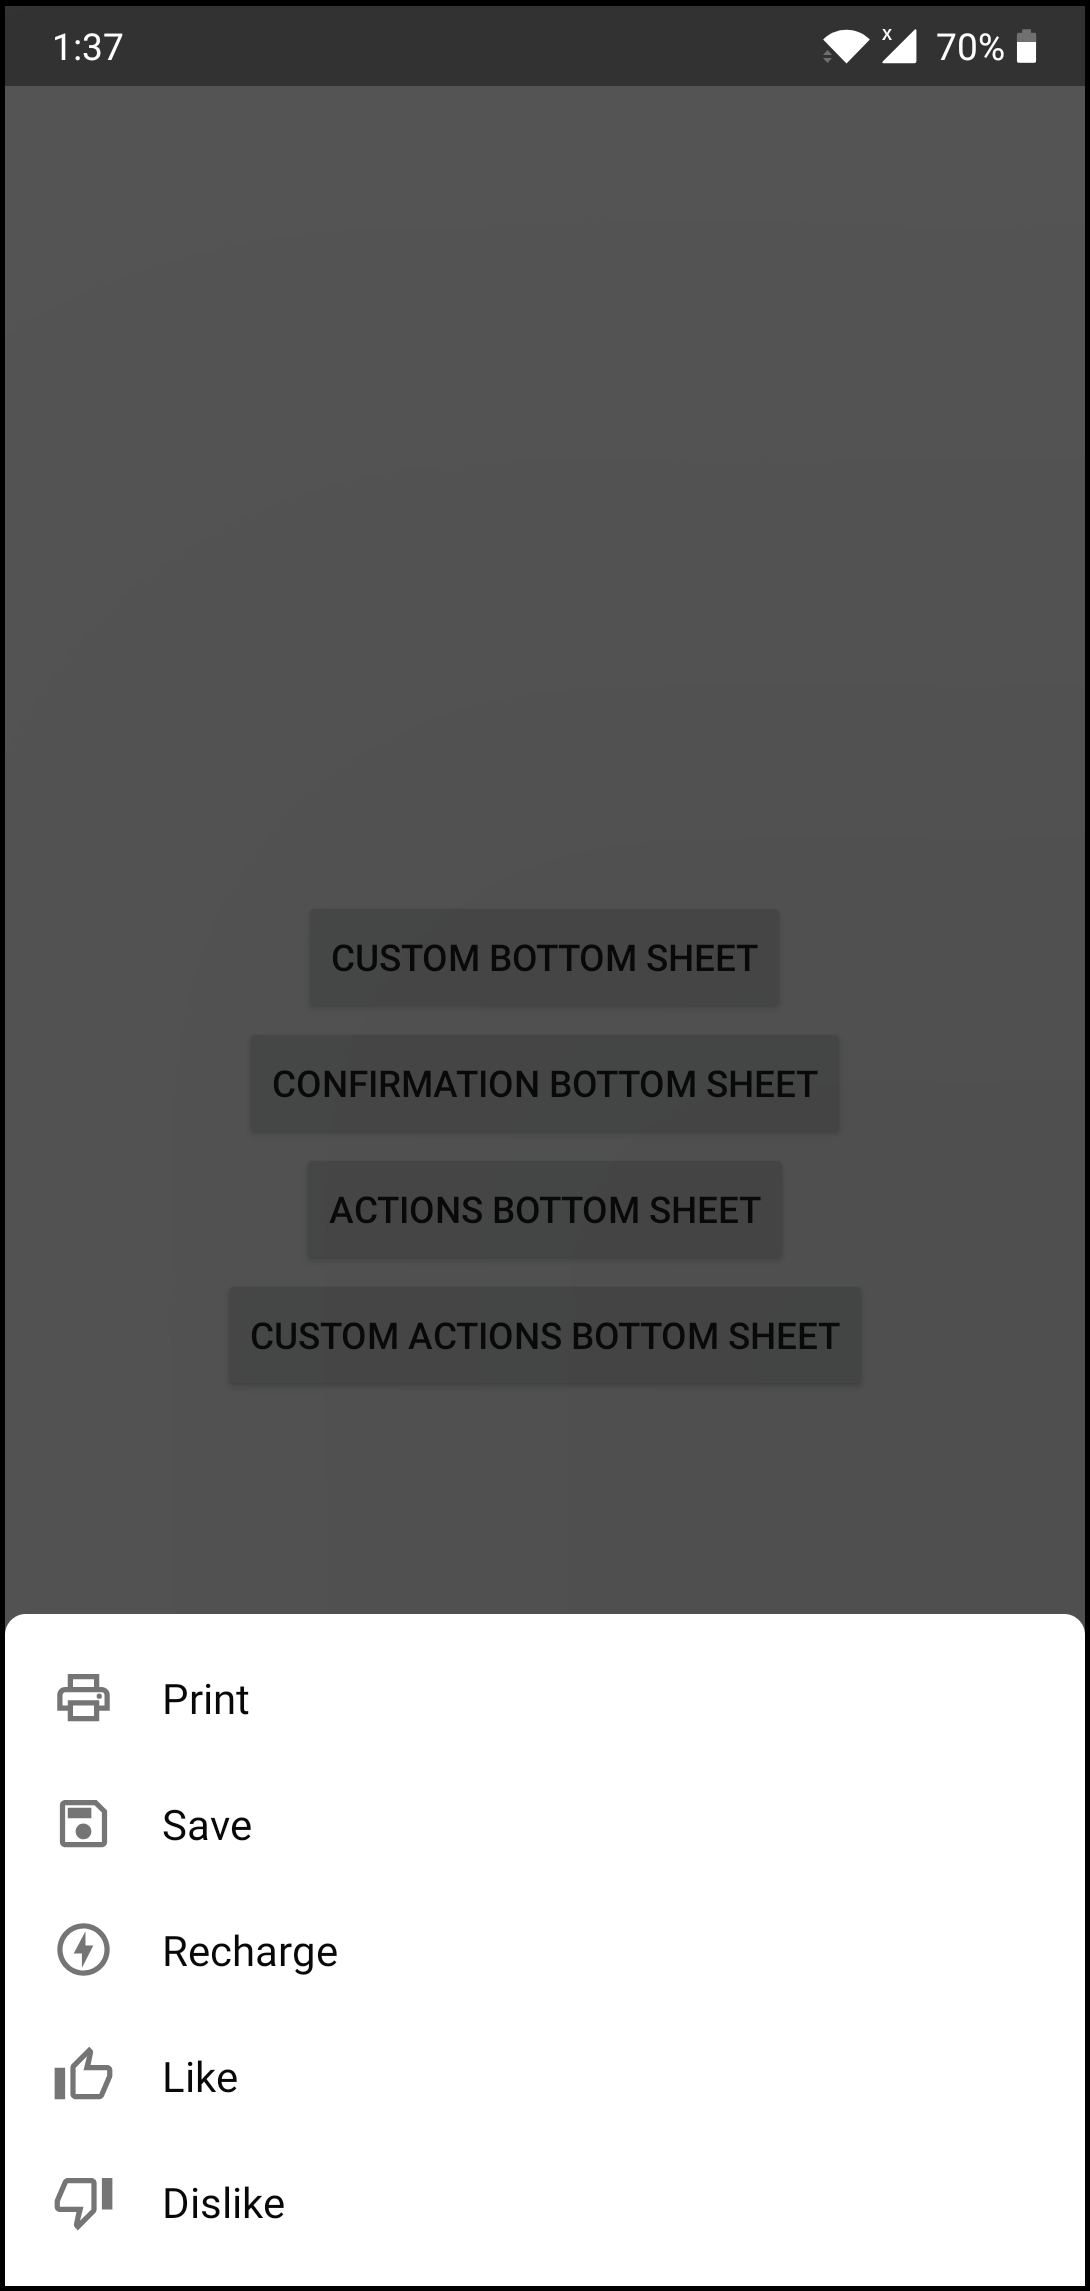 1:37
x 70%
CUSTOM BOTTOM SHEET
CONFIRMATION BOTTOM SHEET
ACTIONS BOTTOM SHEET
CUSTOM ACTIONS BOTTOM SHEET
Print
Save
Recharge
Like
Dislike